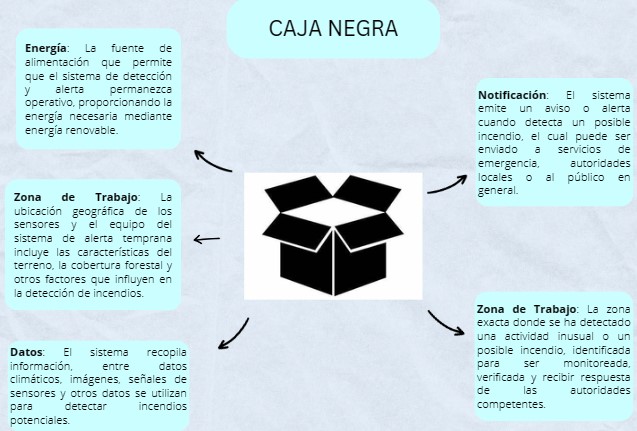 CAJA NEGRA
Energía: La fuente de
alimentación que permite
que el sistema de detección
y alerta permanezca
operativo, proporcionando la
energía necesaria mediante
energía renovable.
Zona de Trabajo: La
ubicación geográfica de los
sensores y el equipo del
sistema de alerta temprana
incluye las características del
terreno, la cobertura forestal y
otros factores que influyen en
la detección de incendios.
Datos: El sistema recopila
información, entre datos
climáticos, imágenes, señales de
sensores y otros datos se utilizan
para detectar incendios
potenciales.
Notificación: El sistema
emite un aviso o alerta
cuando detecta un posible
incendio, el cual puede ser
enviado a servicios de
emergencia, autoridades
locales o al público en
general.
Zona de Trabajo: La zona
exacta donde se ha detectado
una actividad inusual o un
posible incendio, identificada
para ser monitoreada,
verificada y recibir respuesta
de las autoridades
competentes.